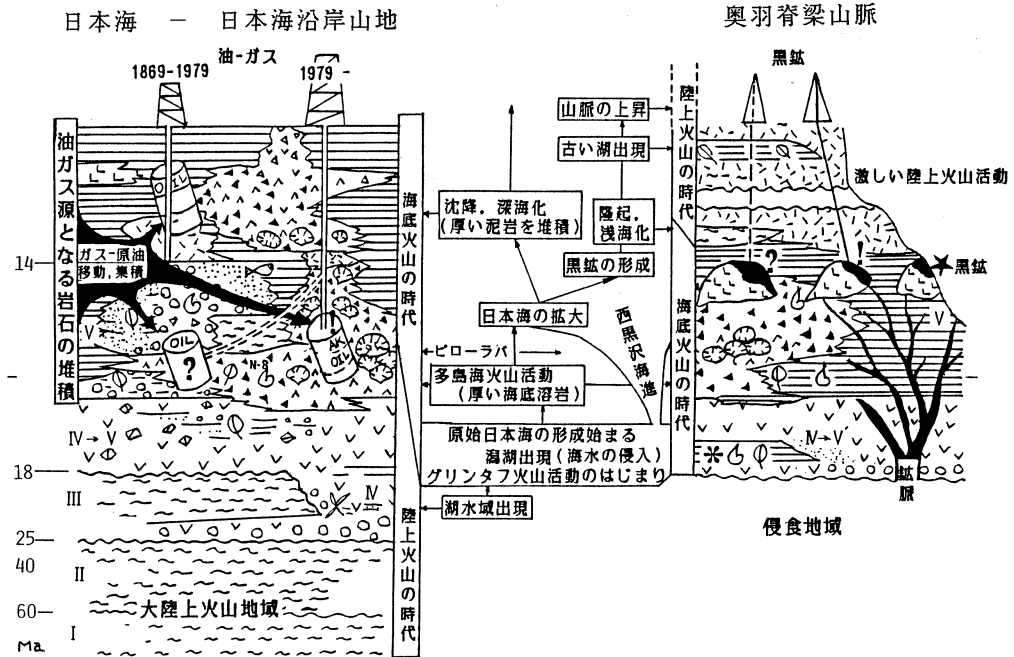 日本海 － 日本海沿岸山地
奥羽脊梁山脈
油-ガス
1869-1979
1979 -
黒鉱
油ガス源となる岩石の堆積
OIL
ガス－原油
移動，集積
OIL
?
N-8
OIL
V
IV→V
III
IV
II
大陸上火山地域
I
14
18
25
40
60
Ma
海底火山の時代
陸上火山の時代
山脈の上昇
古い湖出現
沈降，深海化
(厚い泥岩を堆積)
隆起，
浅海化
黒鉱の形成
日本海の拡大
西黒沢海進
ピローラバ
多島海火山活動
(厚い海底溶岩)
原始日本海の形成始まる
潟湖出現(海水の侵入)
グリンタフ火山活動のはじまり
湖水域出現
陸上火山の時代
海底火山の時代
激しい陸上火山活動
?
!
黒鉱
V
IV→V
鉱脈
侵食地域